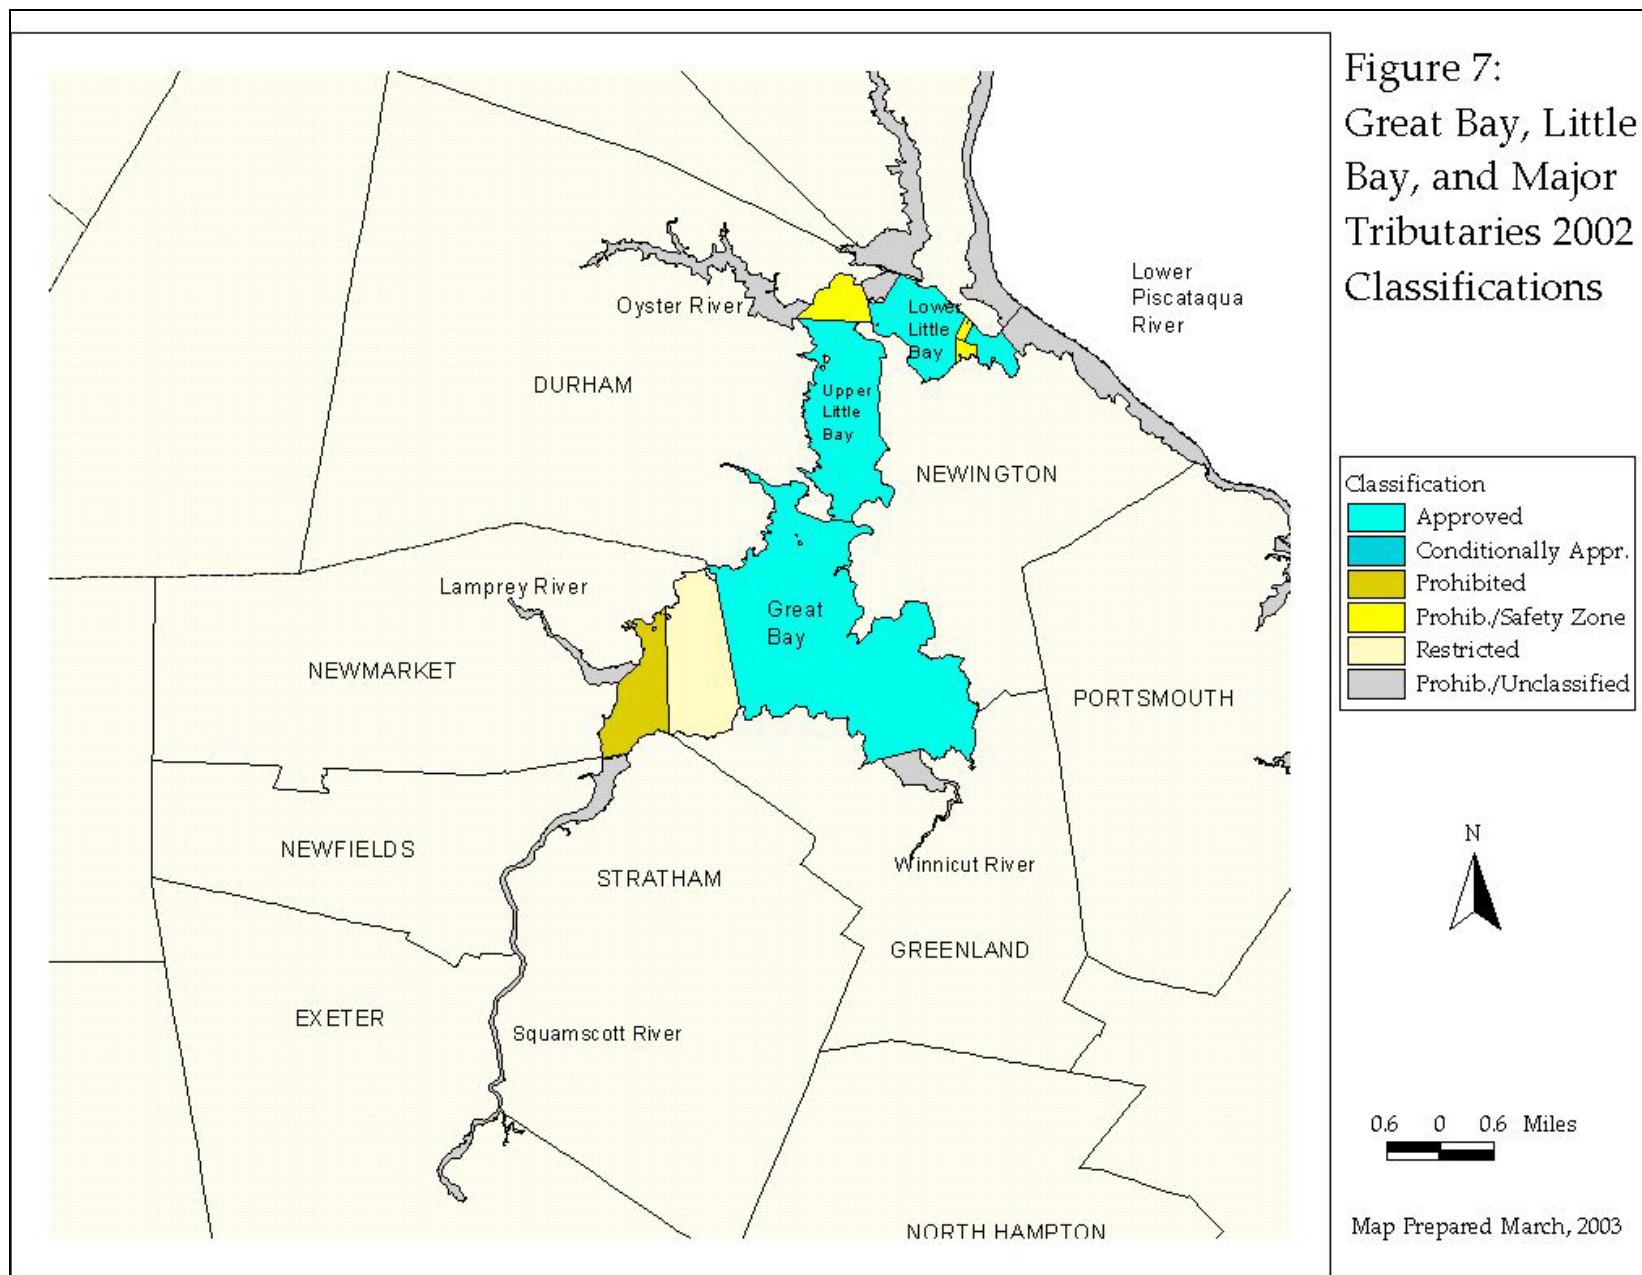 Figure 7:
Great Bay, Little
Bay, and Major
Tributaries 2002
Classifications
Lower
Piscataqua
River
Oyster River
Lower
Little
Bay
DURHAM
Upper
Little
Bay
NEWINGTON
Lamprey River
Great
Bay
NEWMARKET
PORTSMOUTH
NEWFIELDS
STRATHAM
Winnicut River
GREENLAND
EXETER
Squamscott River
NORTH HAMPTON
Classification
Approved
Conditionally Appr.
Prohibited
Prohib./Safety Zone
Restricted
Prohib./Unclassified
N
0.6 0 0.6 Miles
Map Prepared March, 2003